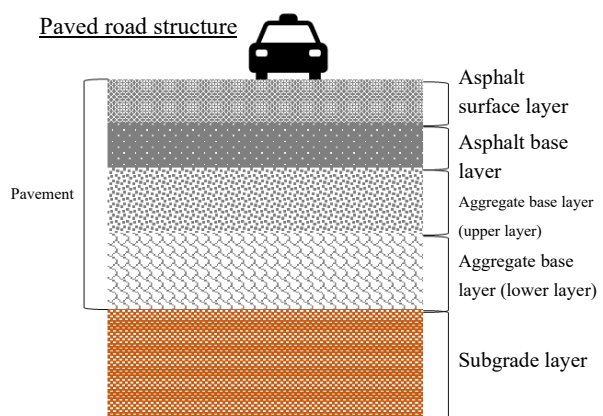 Paved road structure
Asphalt
surface layer
Asphalt base
layer
Pavement
Aggregate base layer
(upper layer)
Aggregate base
layer (lower layer)
Subgrade layer